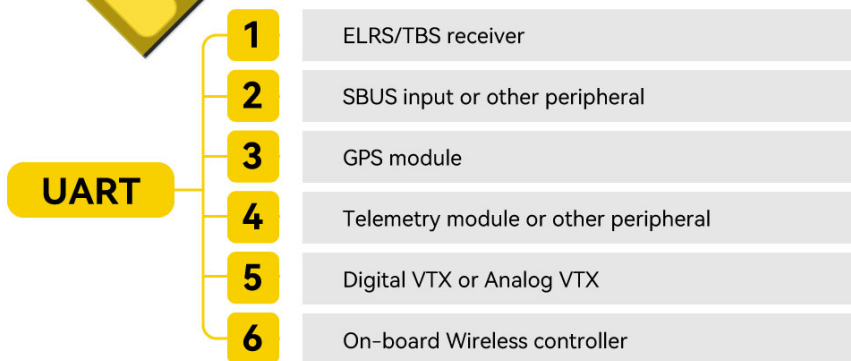 1 ELRS/TBS receiver
2 SBUS input or other peripheral
3 GPS module
UART
4 Telemetry module or other peripheral
5 Digital VTX or Analog VTX
6 On-board Wireless controller